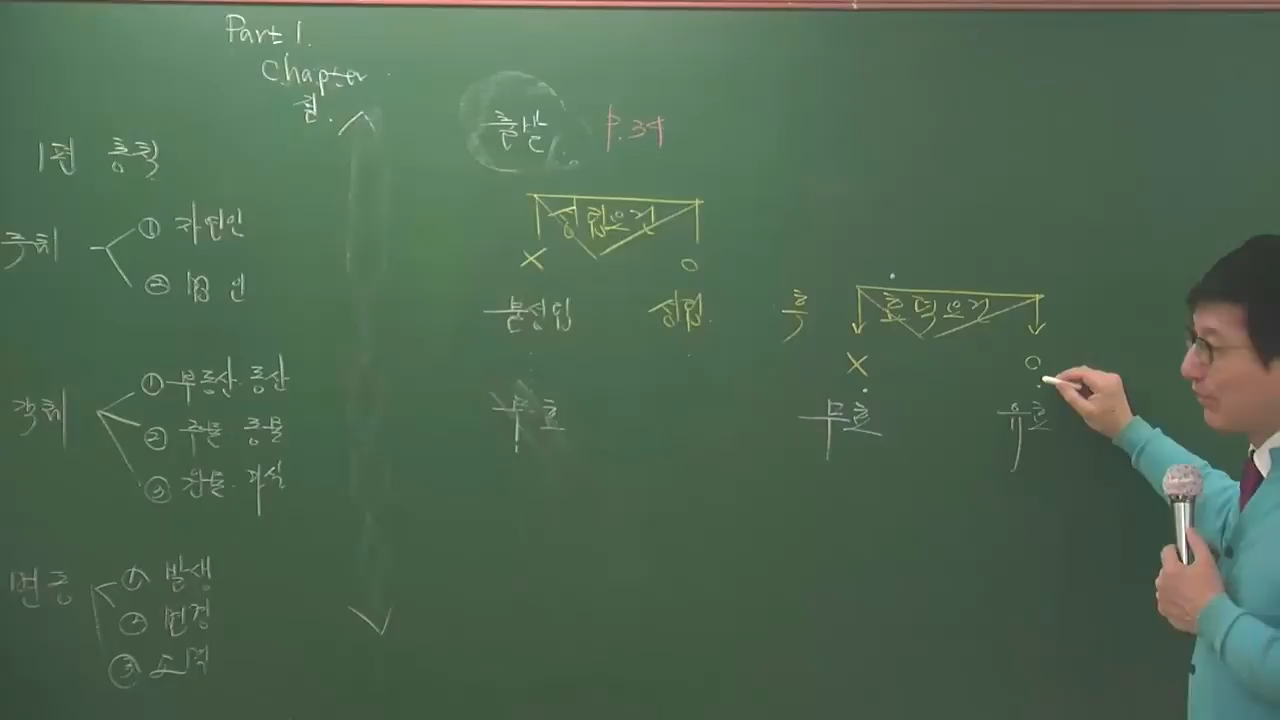 Part 1.
Chapter
1편 총칙
주체
① 자연인
② 법인
객체
① 부동산. 동산
② 주물 종물
③ 원물. 과실
변동
① 발생
② 변경
③ 소멸
출발 P.34
성립요건
X O
불성립 성립.
무효
즉 효력요건
X O
무효 유효